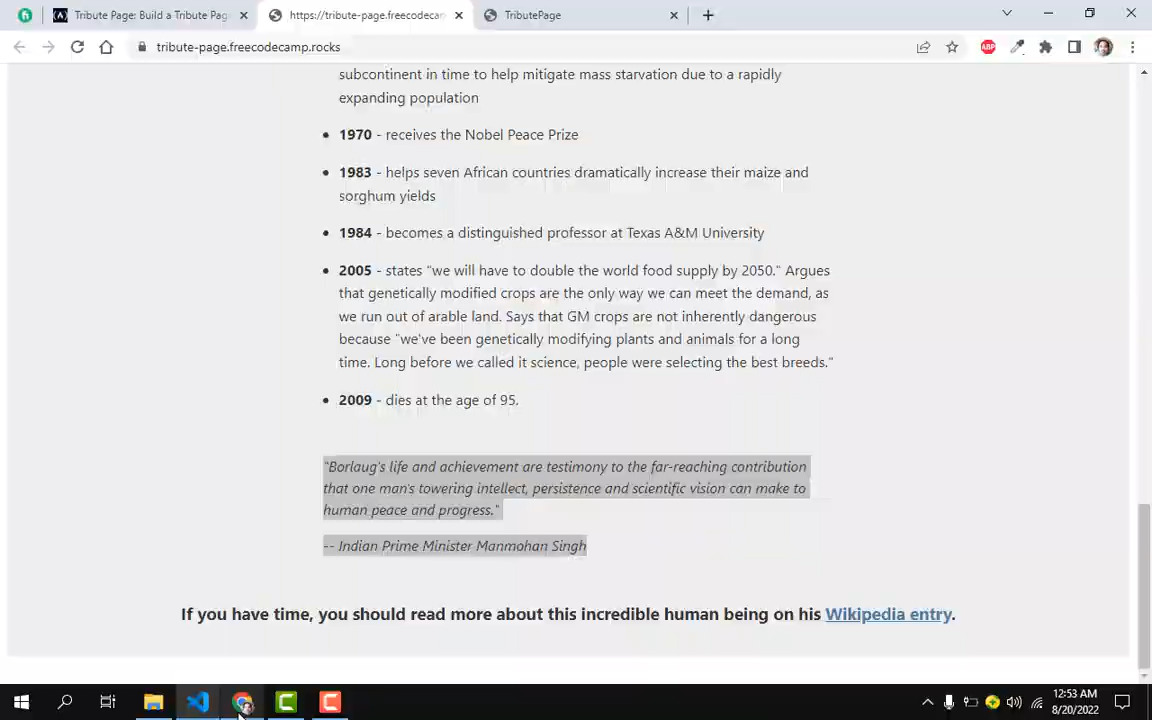 Tribute Page: Build a Tribute Pag
https://tribute-page.freecodecam
TributePage
tribute-page.freecodecamp.rocks
ABP
subcontinent in time to help mitigate mass starvation due to a rapidly
expanding population
1970 - receives the Nobel Peace Prize
1983 - helps seven African countries dramatically increase their maize and
sorghum yields
1984 - becomes a distinguished professor at Texas A&M University
2005 - states "we will have to double the world food supply by 2050." Argues
that genetically modified crops are the only way we can meet the demand, as
we run out of arable land. Says that GM crops are not inherently dangerous
because "we've been genetically modifying plants and animals for a long
time. Long before we called it science, people were selecting the best breeds."
2009 - dies at the age of 95.
"Borlaug's life and achievement are testimony to the far-reaching contribution
that one man's towering intellect, persistence and scientific vision can make to
human peace and progress."
-- Indian Prime Minister Manmohan Singh
If you have time, you should read more about this incredible human being on his Wikipedia entry.
12:53 AM
8/20/2022